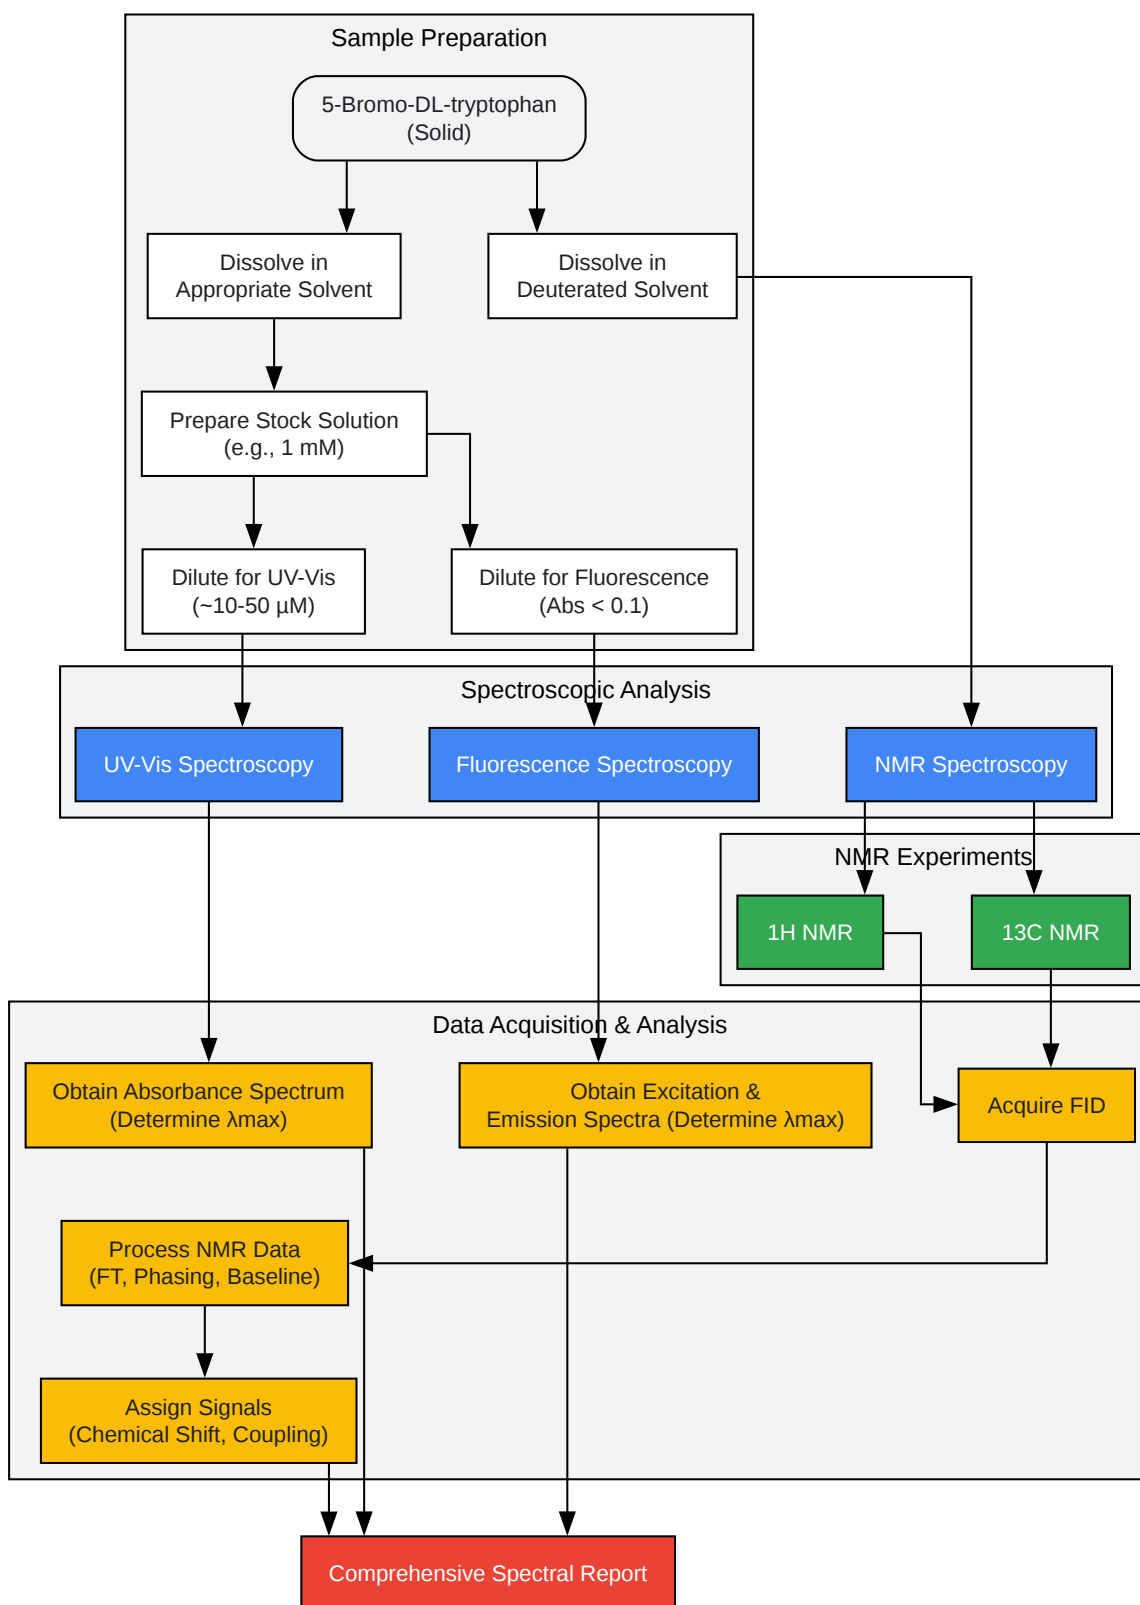 Sample Preparation
5-Bromo-DL-tryptophan
(Solid)
Dissolve in
Appropriate Solvent
Dissolve in
Deuterated Solvent
Prepare Stock Solution
(e.g., 1 mM)
Dilute for UV-Vis
(~10-50 µM)
Dilute for Fluorescence
(Abs < 0.1)
Spectroscopic Analysis
UV-Vis Spectroscopy
Fluorescence Spectroscopy
NMR Spectroscopy
NMR Experiments
1H NMR
13C NMR
Data Acquisition & Analysis
Obtain Absorbance Spectrum
(Determine λmax)
Obtain Excitation &
Emission Spectra (Determine λmax)
Acquire FID
Process NMR Data
(FT, Phasing, Baseline)
Assign Signals
(Chemical Shift, Coupling)
Comprehensive Spectral Report